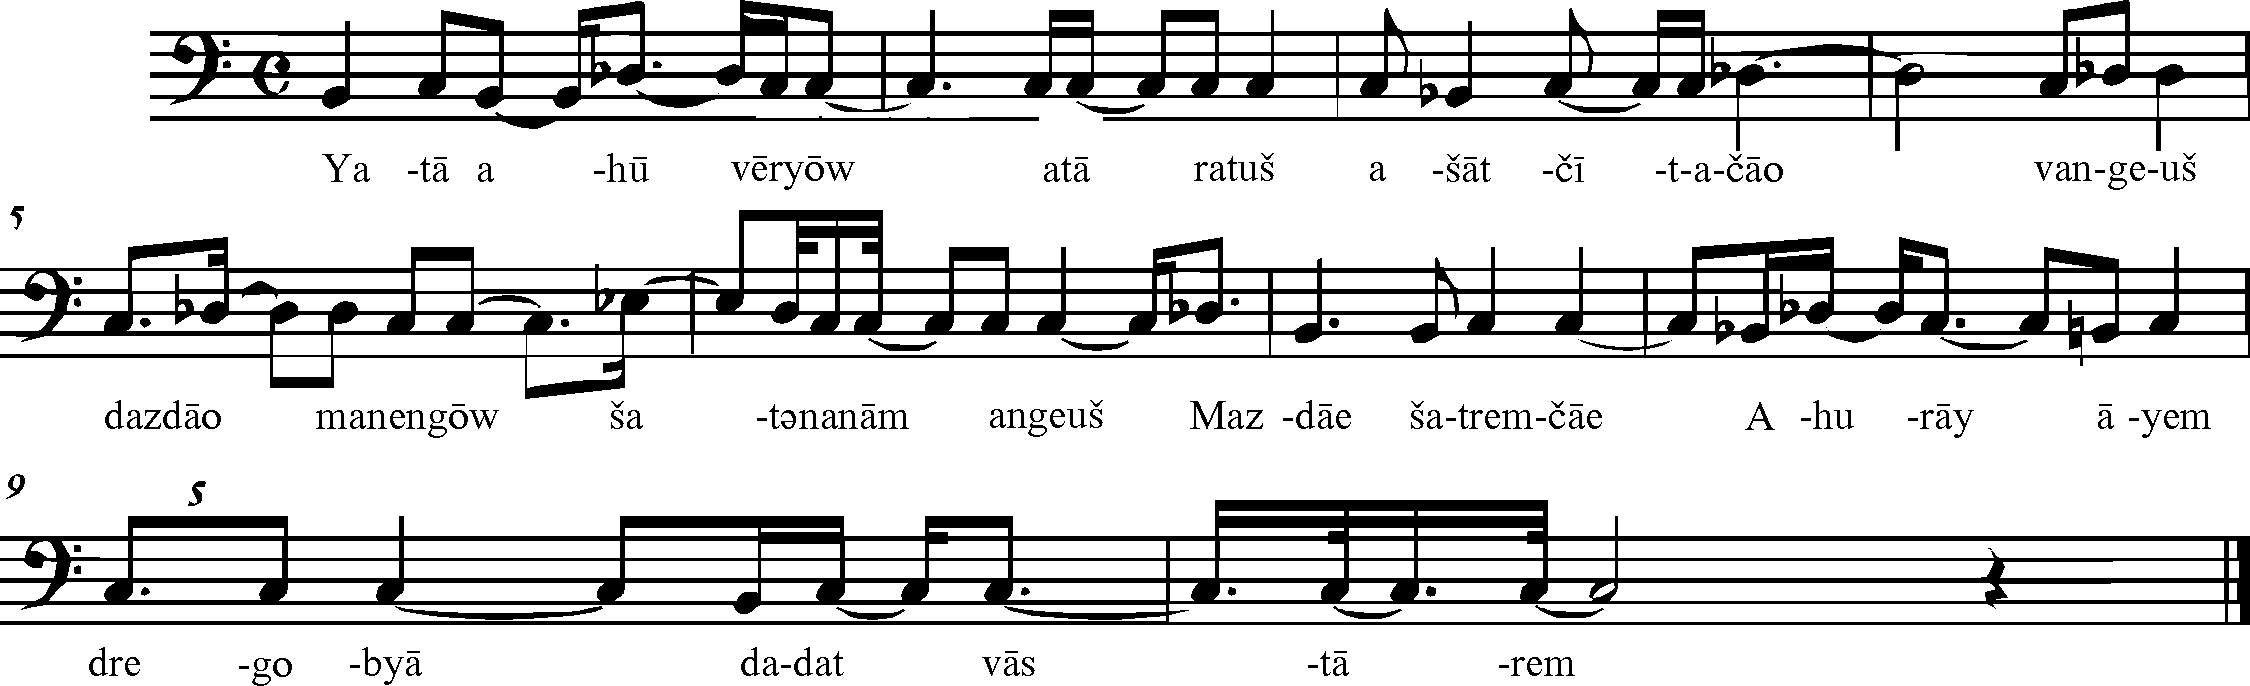 Ya -tā a -hū vēryōw atā ratuš a -šāt -čī -t-a-čāo van-ge-uš
5
dazdāo manengōw ša -tənanām angeuš Maz -dāe ša-trem-čāe A -hu -rāy ā -yem
9 5
dre -go -byā da-dat vās -tā -rem